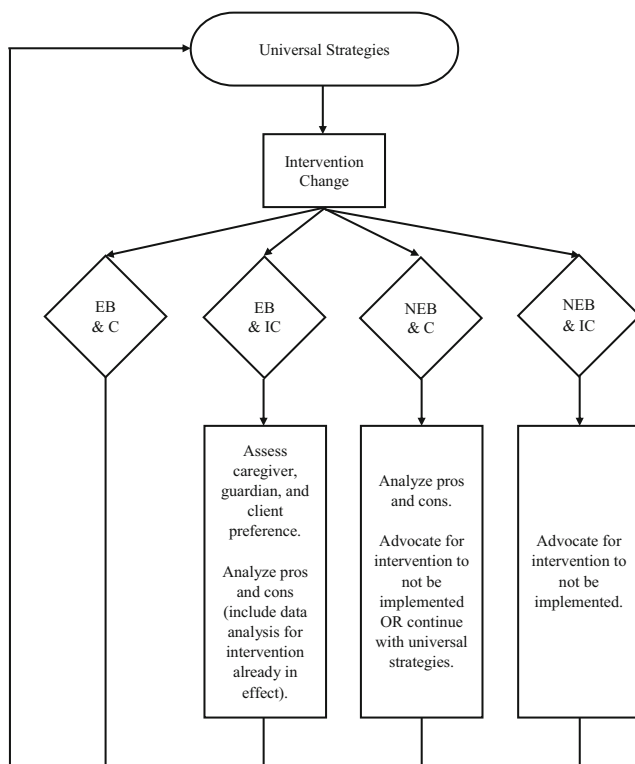 Universal Strategies
Intervention
Change
EB
& C
EB
& IC
NEB
& C
NEB
& IC
Assess
caregiver,
guardian, and
client
preference.
Analyze pros
and cons
(include data
analysis for
intervention
already in
effect).
Analyze pros
and cons.
Advocate for
intervention to
not be
implemented
OR continue
with universal
strategies.
Advocate for
intervention to
not be
implemented.